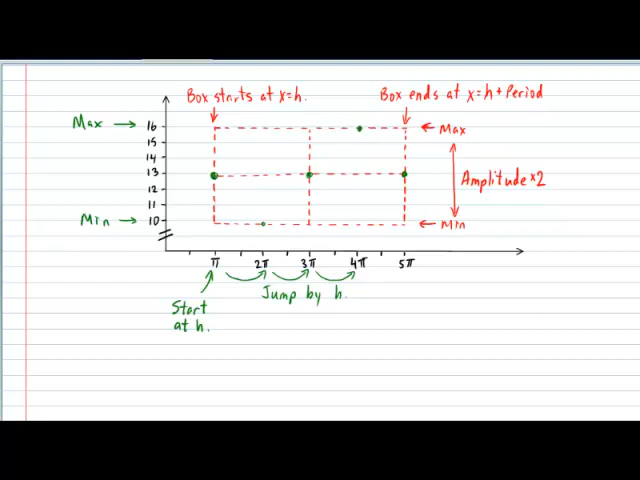 Box starts at x=h.
Box ends at x=h+Period
Max → 16 ← Max
15
14
13
Amplitude ×2
12
11
Min → 10 ← Min
π 2π 3π 4π 5π
Start
at h.
Jump by h.